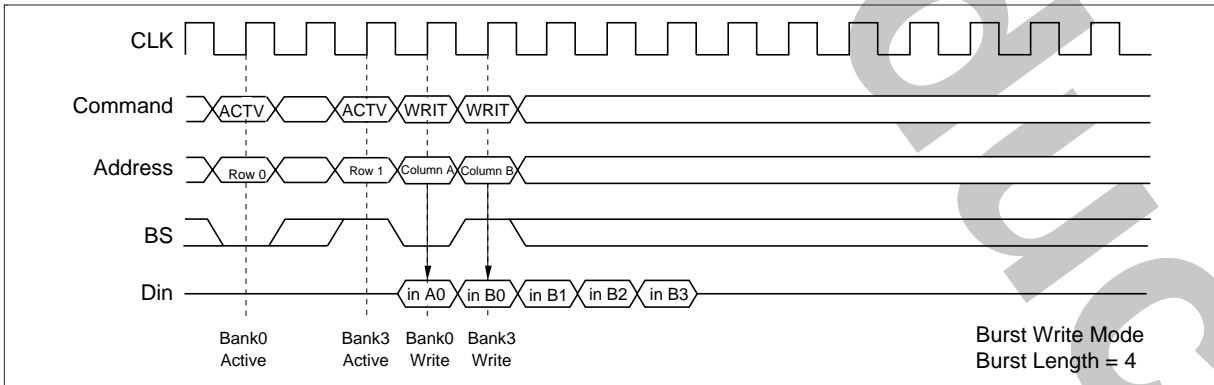 CLK
Command
ACTV
ACTV
WRIT
WRIT
Address
Row 0
Row 1
Column A
Column B
BS
Din
in A0
in B0
in B1
in B2
in B3
Bank0
Active
Bank3
Active
Bank0
Write
Bank3
Write
Burst Write Mode
Burst Length = 4